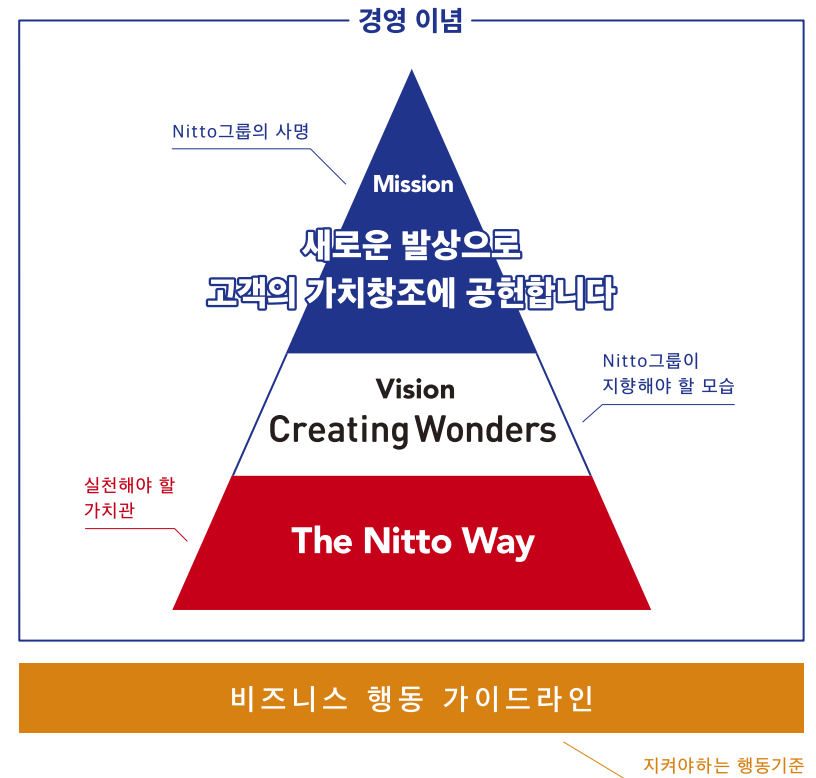 경영 이념
Nitto그룹의 사명
Mission
새로운 발상으로
고객의 가치창조에 공헌합니다
Nitto그룹이
지향해야 할 모습
Vision
Creating Wonders
실천해야 할
가치관
The Nitto Way
비즈니스 행동 가이드라인
지켜야하는 행동기준